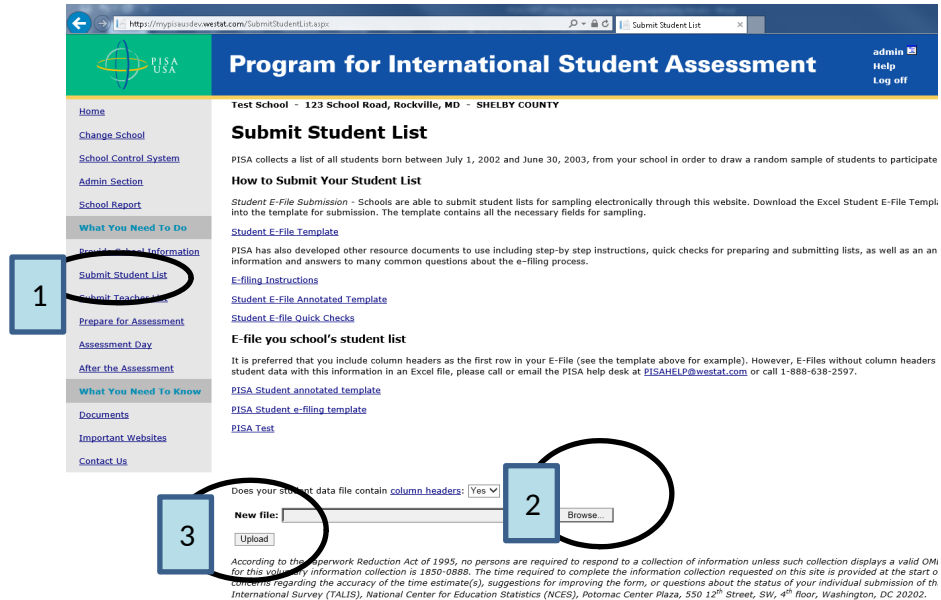 https://mypisausdev.westat.com/SubmitStudentList.aspx
Submit Student List
PISA
USA
Program for International Student Assessment
admin
Help
Log off
Test School - 123 School Road, Rockville, MD - SHELBY COUNTY
Home
Change School
School Control System
Admin Section
School Report
What You Need To Do
Provide School Information
Submit Student List
Submit Teacher List
Prepare for Assessment
Assessment Day
After the Assessment
What You Need To Know
Documents
Important Websites
Contact Us
1
Submit Student List
PISA collects a list of all students born between July 1, 2002 and June 30, 2003, from your school in order to draw a random sample of students to participate
How to Submit Your Student List
Student E-File Submission - Schools are able to submit student lists for sampling electronically through this website. Download the Excel Student E-File Templa
into the template for submission. The template contains all the necessary fields for sampling.
Student E-File Template
PISA has also developed other resource documents to use including step-by step instructions, quick checks for preparing and submitting lists, as well as an an
information and answers to many common questions about the e-filing process.
E-filing Instructions
Student E-File Annotated Template
Student E-file Quick Checks
E-file you school's student list
It is preferred that you include column headers as the first row in your E-File (see the template above for example). However, E-Files without column headers
student data with this information in an Excel file, please call or email the PISA help desk at PISAHELP@westat.com or call 1-888-638-2597.
PISA Student annotated template
PISA Student e-filing template
PISA Test
Does your student data file contain column headers: Yes
2
New file: Browse...
3
Upload
According to the Paperwork Reduction Act of 1995, no persons are required to respond to a collection of information unless such collection displays a valid OM
for this voluntary information collection is 1850-0888. The time required to complete the information collection requested on this site is provided at the start o
concerns regarding the accuracy of the time estimate(s), suggestions for improving the form, or questions about the status of your individual submission of th
International Survey (TALIS), National Center for Education Statistics (NCES), Potomac Center Plaza, 550 12th Street, SW, 4th floor, Washington, DC 20202.